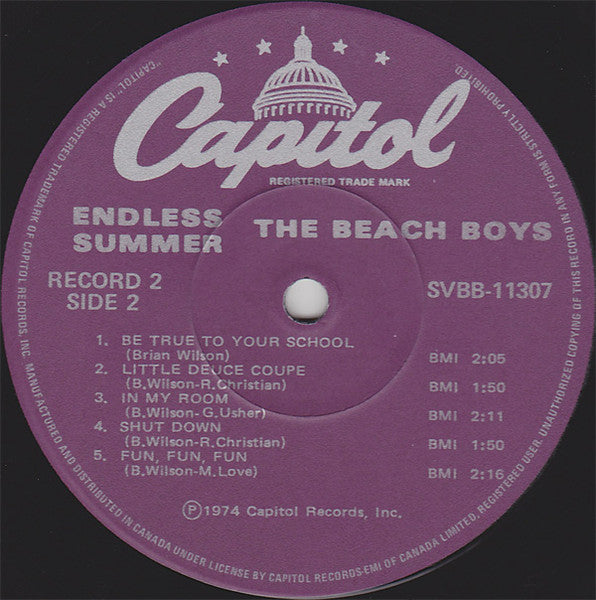 Capitol
REGISTERED TRADE MARK
ENDLESS SUMMER
THE BEACH BOYS
RECORD 2
SIDE 2
SVBB-11307
1. BE TRUE TO YOUR SCHOOL
(Brian Wilson) BMI 2:05
2. LITTLE DEUCE COUPE
(B.Wilson-R.Christian) BMI 1:50
3. IN MY ROOM
(B.Wilson-G.Usher) BMI 2:11
4. SHUT DOWN
(B.Wilson-R.Christian) BMI 1:50
5. FUN, FUN, FUN
(B.Wilson-M.Love) BMI 2:16
Ⓟ1974 Capitol Records, Inc.
"CAPITOL" IS A REGISTERED TRADEMARK OF CAPITOL RECORDS, INC. MANUFACTURED AND DISTRIBUTED IN CANADA UNDER LICENSE BY CAPITOL RECORDS-EMI OF CANADA LIMITED, REGISTERED USER. UNAUTHORIZED COPYING OF THIS RECORD IN ANY FORM IS STRICTLY PROHIBITED.